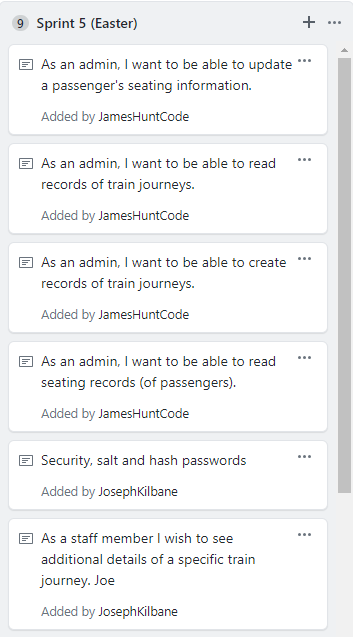 9 Sprint 5 (Easter)
As an admin, I want to be able to update
a passenger's seating information.
Added by JamesHuntCode
As an admin, I want to be able to read
records of train journeys.
Added by JamesHuntCode
As an admin, I want to be able to create
records of train journeys.
Added by JamesHuntCode
As an admin, I want to be able to read
seating records (of passengers).
Added by JamesHuntCode
Security, salt and hash passwords
Added by JosephKilbane
As a staff member I wish to see
additional details of a specific train
journey. Joe
Added by JosephKilbane